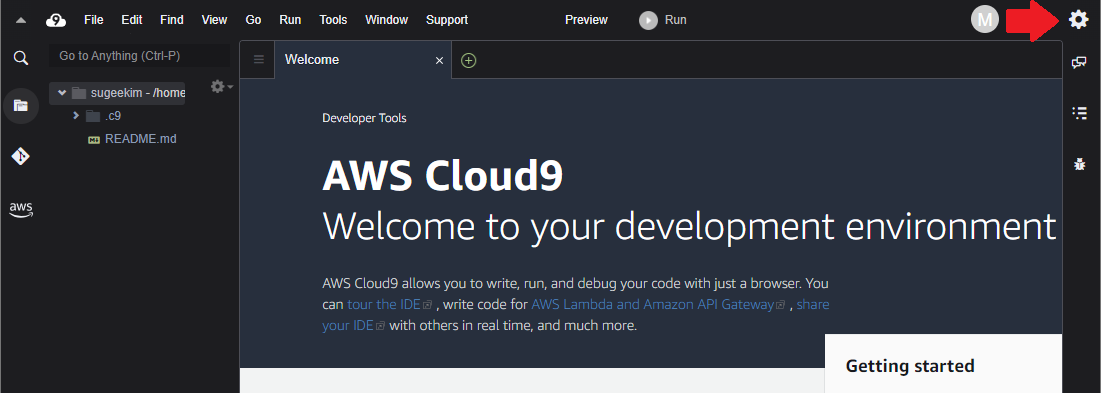 9 File Edit Find View Go Run Tools Window Support Preview Run M
Go to Anything (Ctrl-P)
Welcome
sugeekim - /home
.c9
README.md
aws
Developer Tools
AWS Cloud9
Welcome to your development environment
AWS Cloud9 allows you to write, run, and debug your code with just a browser. You
can tour the IDE , write code for AWS Lambda and Amazon API Gateway , share
your IDE with others in real time, and much more.
Getting started